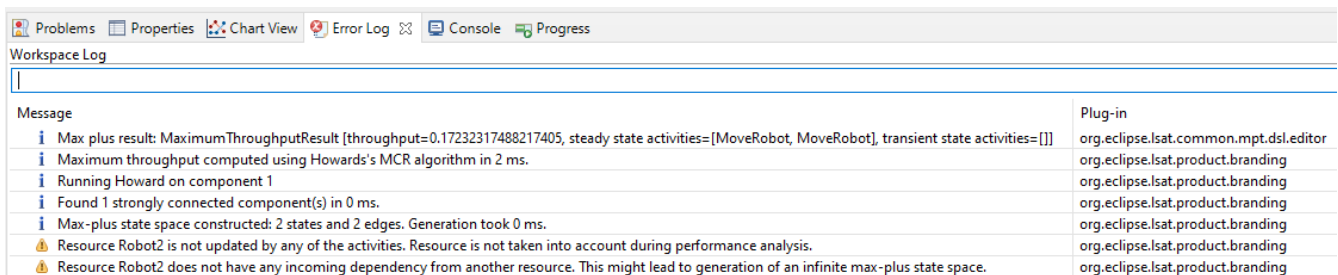 Problems Properties Chart View Error Log Console Progress
Workspace Log
Message Plug-in
Max plus result: MaximumThroughputResult [throughput=0.17232317488217405, steady state activities=[MoveRobot, MoveRobot], transient state activities=[]] org.eclipse.lsat.common.mpt.dsl.editor
Maximum throughput computed using Howards's MCR algorithm in 2 ms. org.eclipse.lsat.product.branding
Running Howard on component 1 org.eclipse.lsat.product.branding
Found 1 strongly connected component(s) in 0 ms. org.eclipse.lsat.product.branding
Max-plus state space constructed: 2 states and 2 edges. Generation took 0 ms. org.eclipse.lsat.product.branding
Resource Robot2 is not updated by any of the activities. Resource is not taken into account during performance analysis. org.eclipse.lsat.product.branding
Resource Robot2 does not have any incoming dependency from another resource. This might lead to generation of an infinite max-plus state space. org.eclipse.lsat.product.branding